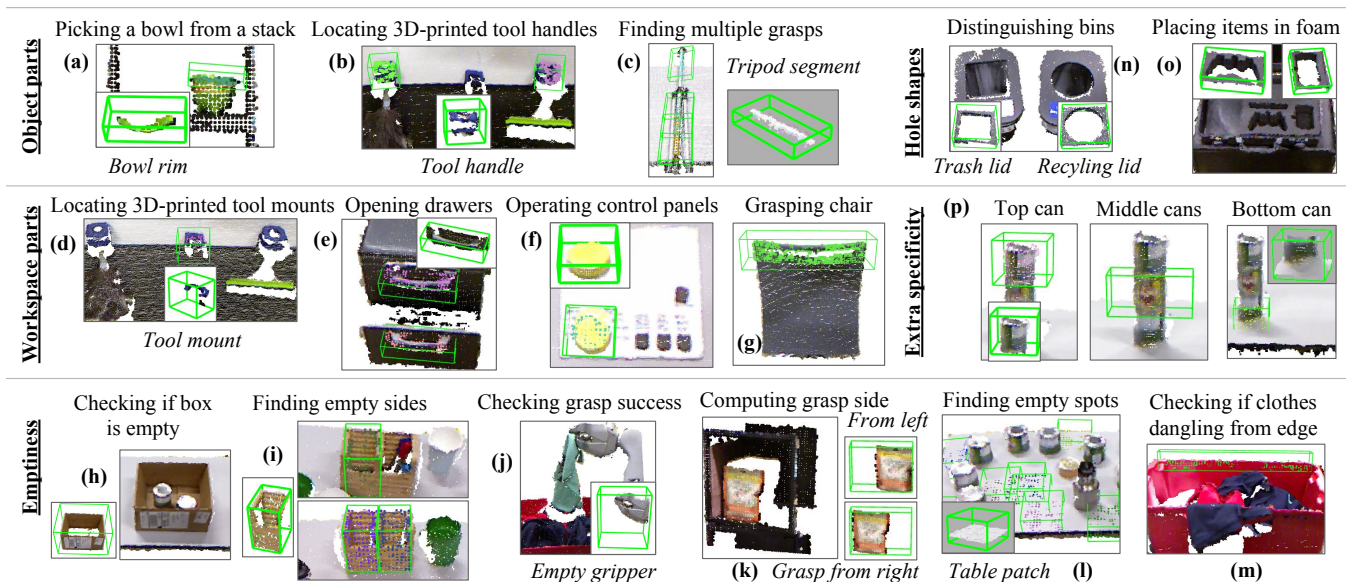 Object parts
Picking a bowl from a stack
(a)
Bowl rim
Locating 3D-printed tool handles
(b)
Tool handle
Finding multiple grasps
(c)
Tripod segment
Hole shapes
Distinguishing bins
(n)
Trash lid
Recyling lid
Placing items in foam
(o)
Workspace parts
Locating 3D-printed tool mounts
(d)
Tool mount
Opening drawers
(e)
Operating control panels
(f)
Grasping chair
(g)
Extra specificity
(p)
Top can
Middle cans
Bottom can
Emptiness
Checking if box
is empty
(h)
Finding empty sides
(i)
Checking grasp success
(j)
Empty gripper
Computing grasp side
From left
(k)
Grasp from right
Finding empty spots
Table patch
(l)
Checking if clothes
dangling from edge
(m)